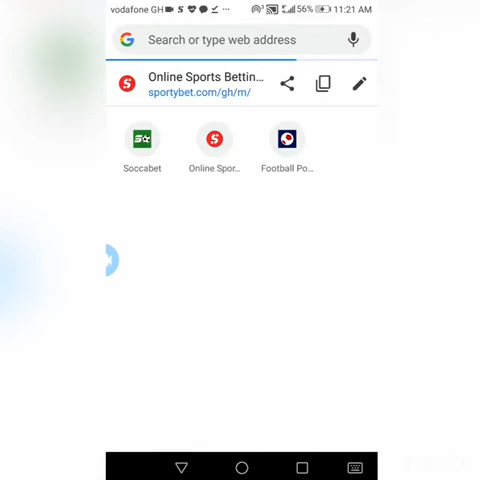 vodafone GH 56% 11:21 AM
Search or type web address
Online Sports Bettin...
sportybet.com/gh/m/
Soccabet Online Spor... Football Po...